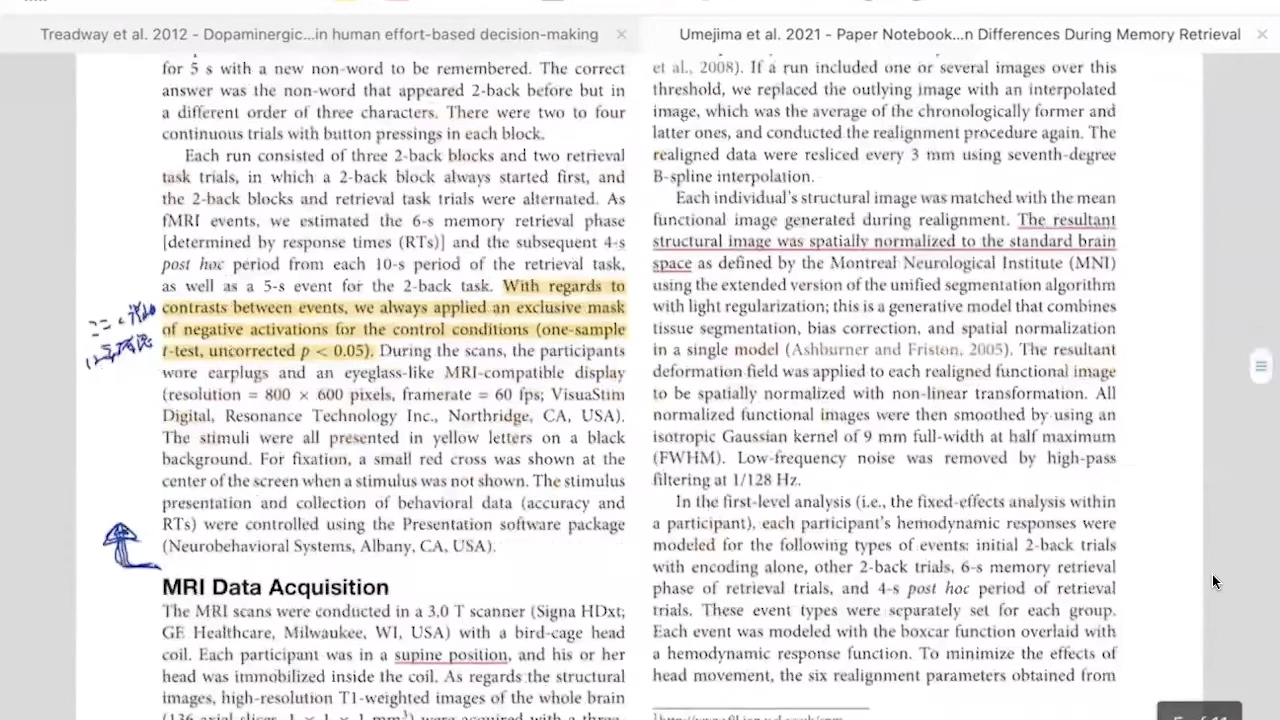 Treadway et al. 2012 - Dopaminergic...in human effort-based decision-making
Umejima et al. 2021 - Paper Notebook...n Differences During Memory Retrieval
for 5 s with a new non-word to be remembered. The correct
answer was the non-word that appeared 2-back before but in
a different order of three characters. There were two to four
continuous trials with button pressings in each block.
Each run consisted of three 2-back blocks and two retrieval
task trials, in which a 2-back block always started first, and
the 2-back blocks and retrieval task trials were alternated. As
fMRI events, we estimated the 6-s memory retrieval phase
[determined by response times (RTs)] and the subsequent 4-s
post hoc period from each 10-s period of the retrieval task,
as well as a 5-s event for the 2-back task. With regards to
contrasts between events, we always applied an exclusive mask
of negative activations for the control conditions (one-sample
t-test, uncorrected p < 0.05). During the scans, the participants
wore earplugs and an eyeglass-like MRI-compatible display
(resolution = 800 × 600 pixels, framerate = 60 fps; VisuaStim
Digital, Resonance Technology Inc., Northridge, CA, USA).
The stimuli were all presented in yellow letters on a black
background. For fixation, a small red cross was shown at the
center of the screen when a stimulus was not shown. The stimulus
presentation and collection of behavioral data (accuracy and
RTs) were controlled using the Presentation software package
(Neurobehavioral Systems, Albany, CA, USA).
MRI Data Acquisition
The MRI scans were conducted in a 3.0 T scanner (Signa HDxt;
GE Healthcare, Milwaukee, WI, USA) with a bird-cage head
coil. Each participant was in a supine position, and his or her
head was immobilized inside the coil. As regards the structural
images, high-resolution T1-weighted images of the whole brain
et al., 2008). If a run included one or several images over this
threshold, we replaced the outlying image with an interpolated
image, which was the average of the chronologically former and
latter ones, and conducted the realignment procedure again. The
realigned data were resliced every 3 mm using seventh-degree
B-spline interpolation.
Each individual's structural image was matched with the mean
functional image generated during realignment. The resultant
structural image was spatially normalized to the standard brain
space as defined by the Montreal Neurological Institute (MNI)
using the extended version of the unified segmentation algorithm
with light regularization; this is a generative model that combines
tissue segmentation, bias correction, and spatial normalization
in a single model (Ashburner and Friston, 2005). The resultant
deformation field was applied to each realigned functional image
to be spatially normalized with non-linear transformation. All
normalized functional images were then smoothed by using an
isotropic Gaussian kernel of 9 mm full-width at half maximum
(FWHM). Low-frequency noise was removed by high-pass
filtering at 1/128 Hz.
In the first-level analysis (i.e., the fixed-effects analysis within
a participant), each participant's hemodynamic responses were
modeled for the following types of events: initial 2-back trials
with encoding alone, other 2-back trials, 6-s memory retrieval
phase of retrieval trials, and 4-s post hoc period of retrieval
trials. These event types were separately set for each group.
Each event was modeled with the boxcar function overlaid with
a hemodynamic response function. To minimize the effects of
head movement, the six realignment parameters obtained from